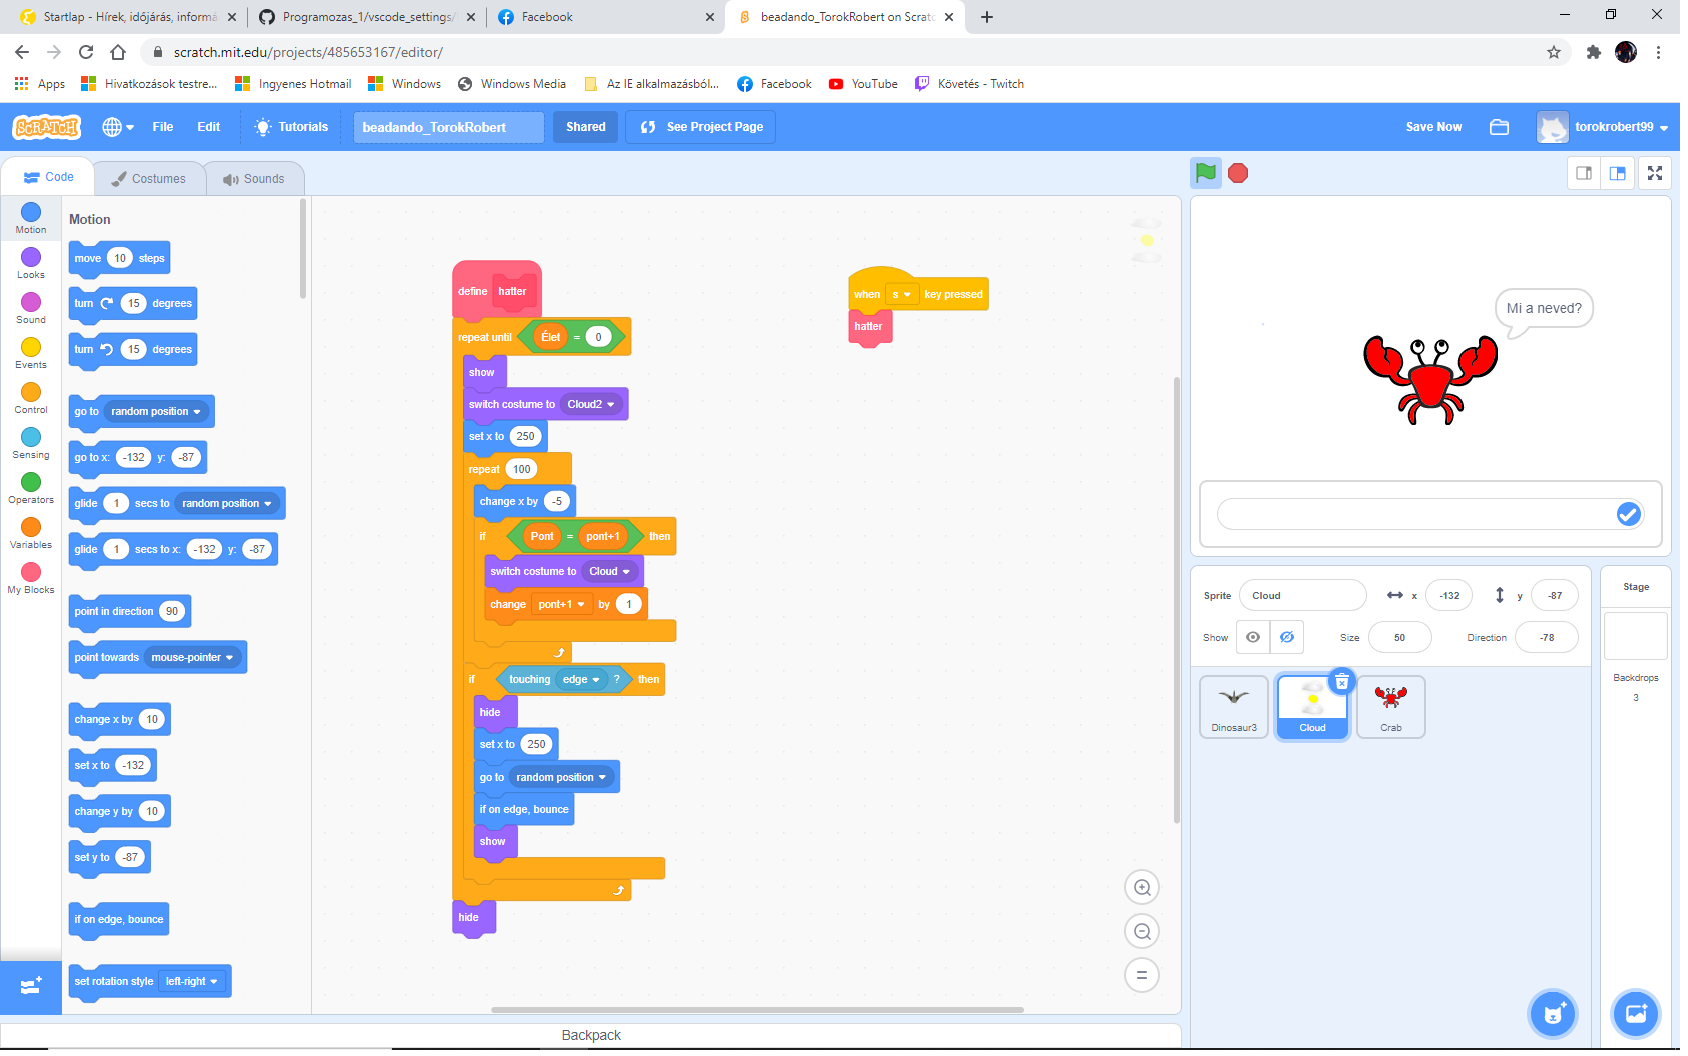 Startlap - Hírek, időjárás, informá
Programozas_1/vscode_settings/
Facebook
beadando_TorokRobert on Scratc
scratch.mit.edu/projects/485653167/editor/
Apps
Hivatkozások testre...
Ingyenes Hotmail
Windows
Windows Media
Az IE alkalmazásból...
Facebook
YouTube
Követés - Twitch
SCRATCH
File
Edit
Tutorials
beadando_TorokRobert
Shared
See Project Page
Save Now
torokrobert99
Code
Costumes
Sounds
Motion
Looks
Sound
Events
Control
Sensing
Operators
Variables
My Blocks
Motion
move 10 steps
turn 15 degrees
turn 15 degrees
go to random position
go to x: -132 y: -87
glide 1 secs to random position
glide 1 secs to x: -132 y: -87
point in direction 90
point towards mouse-pointer
change x by 10
set x to -132
change y by 10
set y to -87
if on edge, bounce
set rotation style left-right
define hatter
repeat until Élet = 0
show
switch costume to Cloud2
set x to 250
repeat 100
change x by -5
if Pont = pont+1 then
switch costume to Cloud
change pont+1 by 1
if touching edge ? then
hide
set x to 250
go to random position
if on edge, bounce
show
hide
when s key pressed
hatter
Mi a neved?
Sprite Cloud x -132 y -87
Show Size 50 Direction -78
Dinosaur3
Cloud
Crab
Stage
Backdrops
3
Backpack